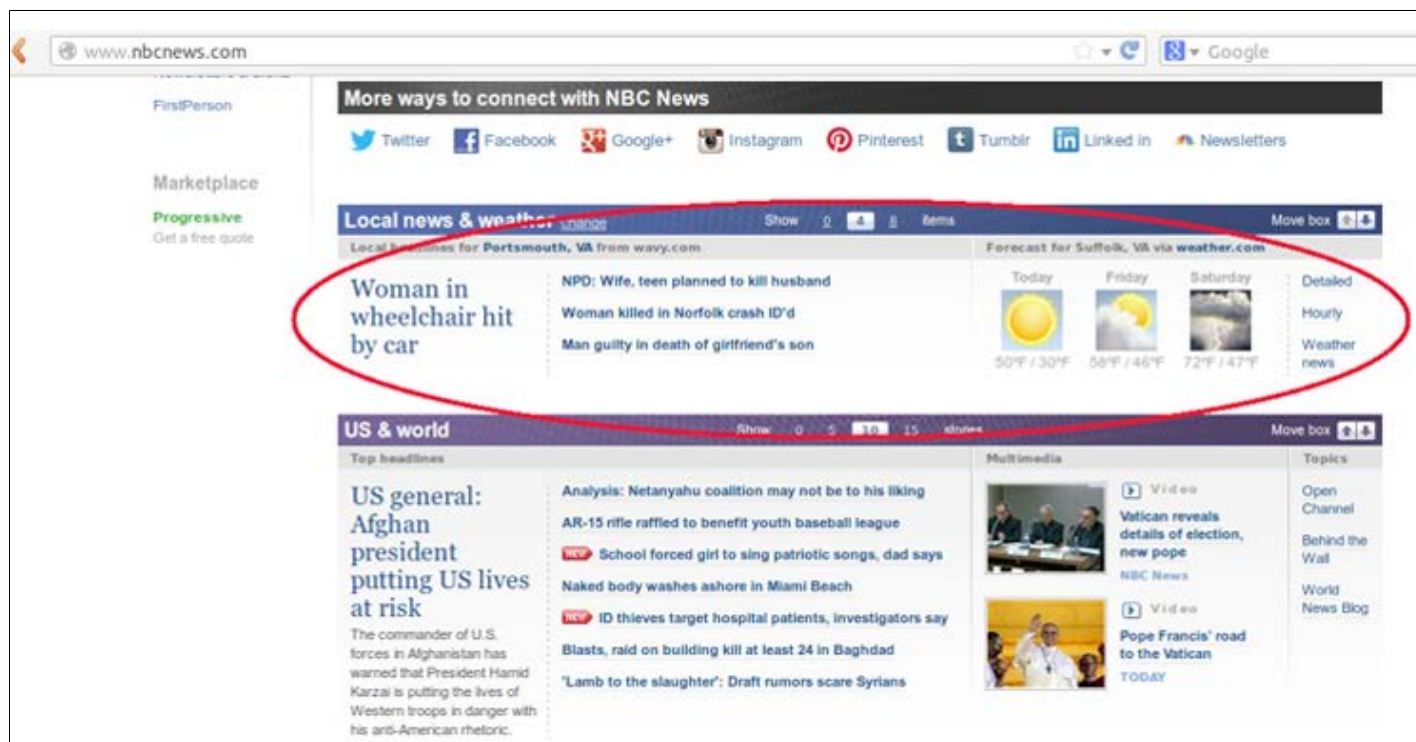 www.nbcnews.com
Google
FirstPerson
Marketplace
Progressive
Get a free quote
More ways to connect with NBC News
Twitter Facebook Google+ Instagram Pinterest Tumblr Linked in Newsletters
Local news & weather change Show 0 4 8 items Move box
Local headlines for Portsmouth, VA from wavy.com
Forecast for Suffolk, VA via weather.com
Woman in
wheelchair hit
by car
NPD: Wife, teen planned to kill husband
Woman killed in Norfolk crash ID'd
Man guilty in death of girlfriend's son
Today Friday Saturday
50°F / 30°F 58°F / 46°F 72°F / 47°F
Detailed
Hourly
Weather
news
US & world Show 0 5 10 15 stories Move box
Top headlines
Multimedia
Topics
US general:
Afghan
president
putting US lives
at risk
The commander of U.S.
forces in Afghanistan has
warned that President Hamid
Karzai is putting the lives of
Western troops in danger with
his anti-American rhetoric.
Analysis: Netanyahu coalition may not be to his liking
AR-15 rifle raffled to benefit youth baseball league
NEW School forced girl to sing patriotic songs, dad says
Naked body washes ashore in Miami Beach
NEW ID thieves target hospital patients, investigators say
Blasts, raid on building kill at least 24 in Baghdad
'Lamb to the slaughter': Draft rumors scare Syrians
Video
Vatican reveals
details of election,
new pope
NBC News
Video
Pope Francis' road
to the Vatican
TODAY
Open
Channel
Behind the
Wall
World
News Blog